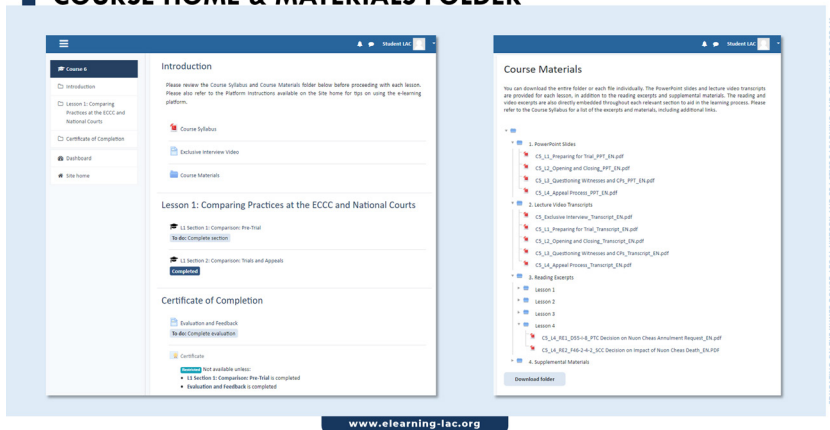 COURSE HOME & MATERIALS FOLDER
Student LAC
Course 6
Introduction
Lesson 1: Comparing
Practices at the ECCC and
National Courts
Certificate of Completion
Dashboard
Site home
Introduction
Please review the Course Syllabus and Course Materials folder below before proceeding with each lesson.
Please also refer to the Platform Instructions available on the Site home for tips on using the e-learning
platform.
Course Syllabus
Exclusive Interview Video
Course Materials
Lesson 1: Comparing Practices at the ECCC and National Courts
L1 Section 1: Comparison: Pre-Trial
To do: Complete section
L1 Section 2: Comparison: Trials and Appeals
Completed
Certificate of Completion
Evaluation and Feedback
To do: Complete evaluation
Certificate
Restricted Not available unless:
• L1 Section 1: Comparison: Pre-Trial is completed
• Evaluation and Feedback is completed
Student LAC
Course Materials
You can download the entire folder or each file individually. The PowerPoint slides and lecture video transcripts
are provided for each lesson, in addition to the reading excerpts and supplemental materials. The reading and
video excerpts are also directly embedded throughout each relevant section to aid in the learning process. Please
refer to the Course Syllabus for a list of the excerpts and materials, including additional links.
1. PowerPoint Slides
C5_L1_Preparing for Trial_PPT_EN.pdf
C5_L2_Opening and Closing_PPT_EN.pdf
C5_L3_Questioning Witnesses and CPs_PPT_EN.pdf
C5_L4_Appeal Process_PPT_EN.pdf
2. Lecture Video Transcripts
C5_Exclusive Interview_Transcript_EN.pdf
C5_L1_Preparing for Trial_Transcript_EN.pdf
C5_L2_Opening and Closing_Transcript_EN.pdf
C5_L3_Questioning Witnesses and CPs_Transcript_EN.pdf
C5_L4_Appeal Process_Transcript_EN.pdf
3. Reading Excerpts
Lesson 1
Lesson 2
Lesson 3
Lesson 4
C5_L4_RE1_D55-I-8_PTC Decision on Nuon Cheas Annulment Request_EN.pdf
C5_L4_RE2_F46-2-4-2_SCC Decision on Impact of Nuon Cheas Death_EN.PDF
4. Supplemental Materials
Download folder
www.elearning-lac.org